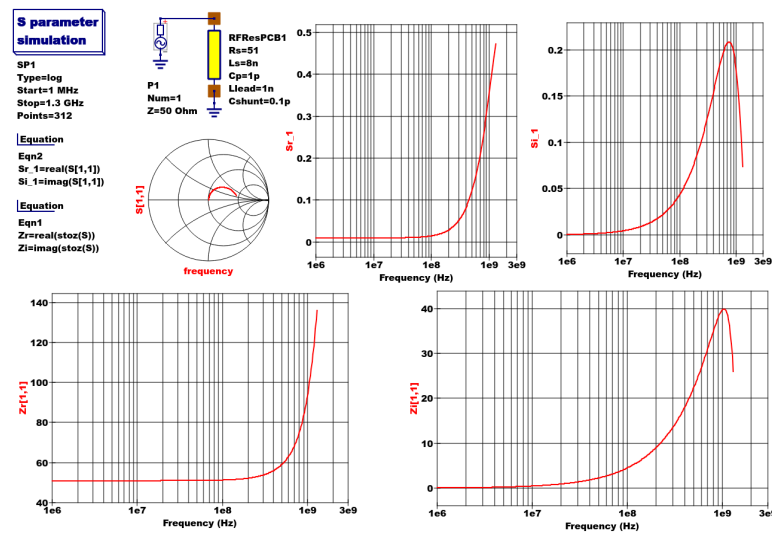 S parameter
simulation
SP1
Type=log
Start=1 MHz
Stop=1.3 GHz
Points=312
P1
Num=1
Z=50 Ohm
RFResPCB1
Rs=51
Ls=8n
Cp=1p
Llead=1n
Cshunt=0.1p
Equation
Eqn2
Sr_1=real(S[1,1])
Si_1=imag(S[1,1])
Equation
Eqn1
Zr=real(stoz(S))
Zi=imag(stoz(S))
S[1,1]
frequency
Sr_1
0.5
0.4
0.3
0.2
0.1
0
1e6 1e7 1e8 1e9 3e9
Frequency (Hz)
Si_1
0.2
0.15
0.1
0.05
0
1e6 1e7 1e8 1e9 3e9
Frequency (Hz)
Zr[1,1]
140
120
100
80
60
40
1e6 1e7 1e8 1e9 3e9
Frequency (Hz)
Zi[1,1]
40
30
20
10
0
1e6 1e7 1e8 1e9 3e9
Frequency (Hz)